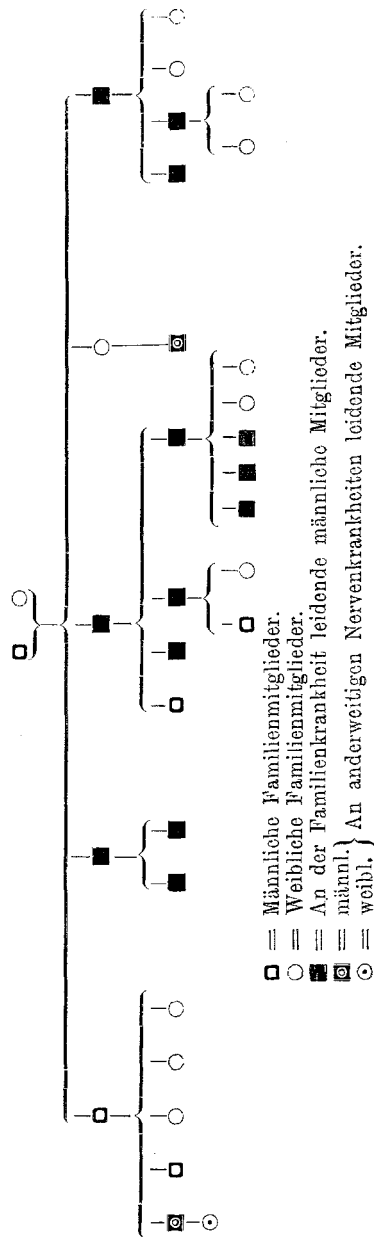 = Männliche Familienmitglieder.
= Weibliche Familienmitglieder.
= An der Familienkrankheit leidende männliche Mitglieder.
= männl.} An anderweitigen Nervenkrankheiten leidende Mitglieder.
= weibl.